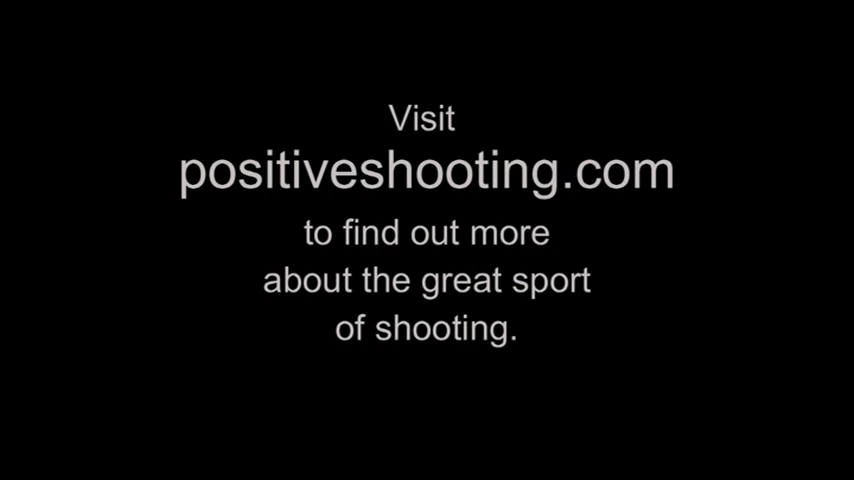 Visit
positiveshooting.com
to find out more
about the great sport
of shooting.